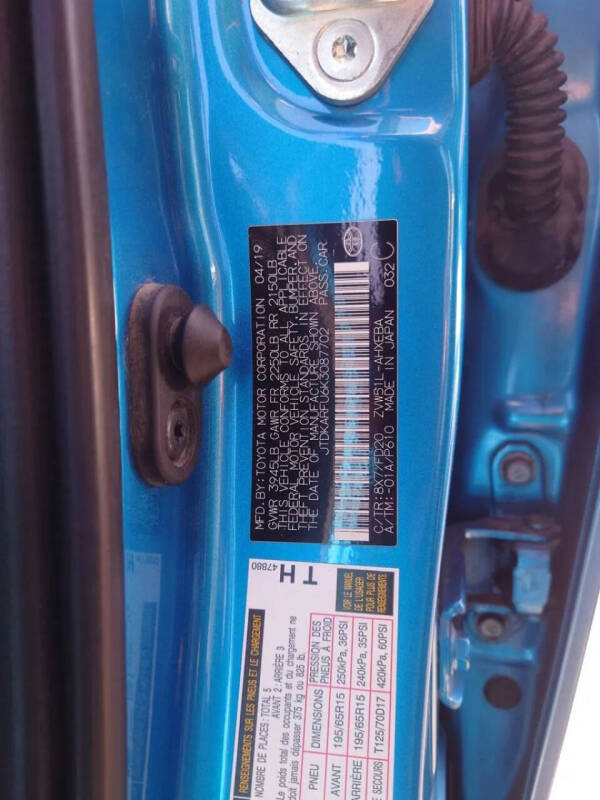 MFD.BY:TOYOTA MOTOR CORPORATION 04/19
GVWR 3945LB GAWR FR 2250LB RR 2150LB
THIS VEHICLE CONFORMS TO ALL APPLICABLE
FEDERAL MOTOR VEHICLE SAFETY, BUMPER, AND
THEFT PREVENTION STANDARDS IN EFFECT ON
THE DATE OF MANUFACTURE SHOWN ABOVE.
JTDKARFU6K3087702 PASS.CAR
C/TR:8X7/FD20 ZVW51L-AHXEBA
A/TM:-01A/P610 MADE IN JAPAN 032 C
TH
47880
RENSEIGNEMENTS SUR LES PNEUS ET LE CHARGEMENT
NOMBRE DE PLACES:TOTAL 5
AVANT 2:ARRIÈRE 3
Le poids total des occupants et du chargement ne
doit jamais dépasser 375 kg ou 825 lb.
PNEU DIMENSIONS PRESSION DES PNEUS À FROID
AVANT 195/65R15 250kPa, 36PSI
ARRIÈRE 195/65R15 240kPa, 35PSI
SECOURS T125/70D17 420kPa, 60PSI
VOIR LE MANUEL
DE L'USAGER
POUR PLUS DE